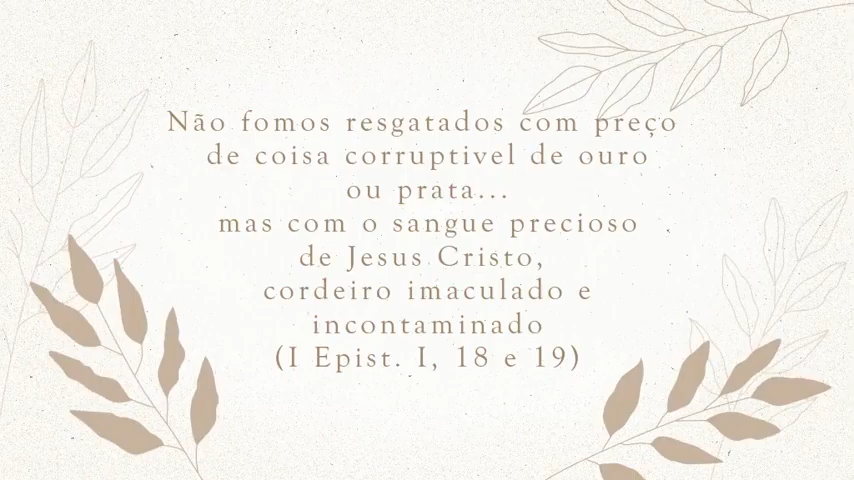 Não fomos resgatados com preço
de coisa corruptivel de ouro
ou prata...
mas com o sangue precioso
de Jesus Cristo,
cordeiro imaculado e
incontaminado
(I Epist. I, 18 e 19)